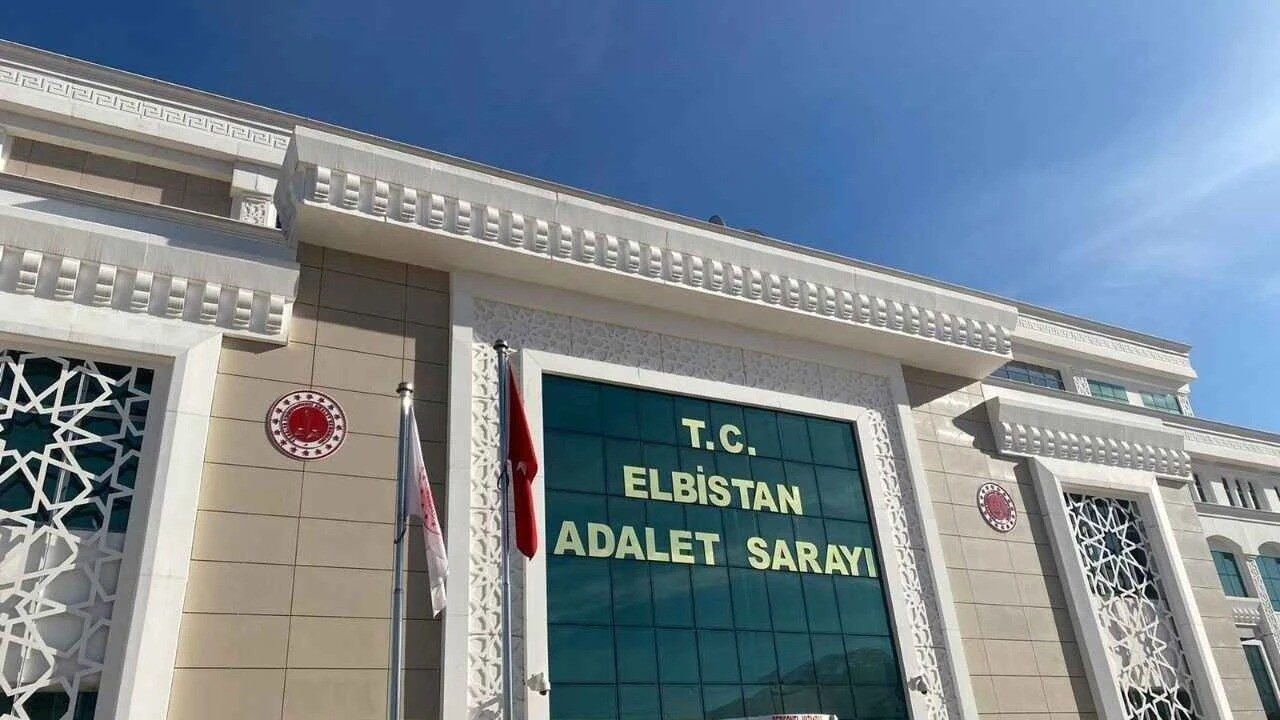 T.C.
ELBİSTAN
ADALET SARAYI